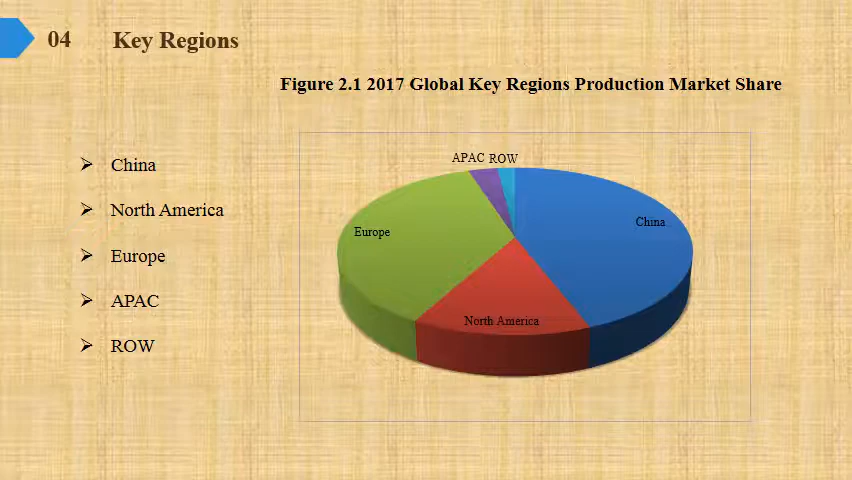 04 Key Regions
Figure 2.1 2017 Global Key Regions Production Market Share
China
North America
Europe
APAC
ROW
APAC ROW
China
Europe
North America